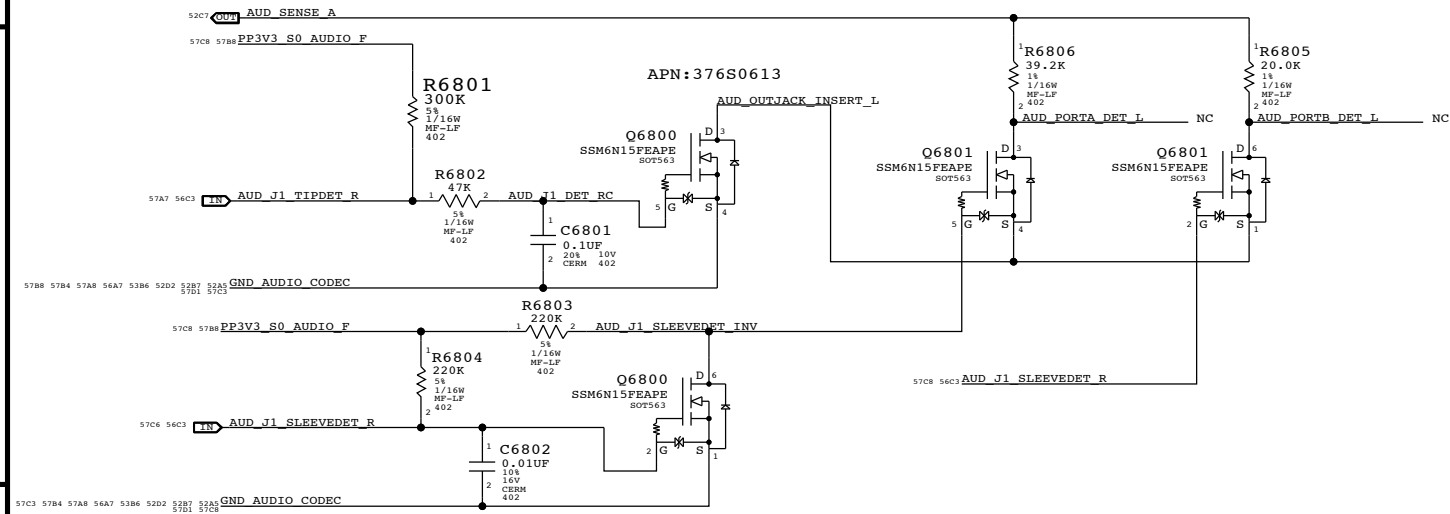 52C7 OUT AUD_SENSE_A
57C8 57B8 PP3V3_S0_AUDIO_F
R6801
300K
5%
1/16W
MF-LF
402
APN:376S0613
AUD_OUTJACK_INSERT_L
1
R6806
39.2K
1%
1/16W
MF-LF
402
2
AUD_PORTA_DET_L NC
1
R6805
20.0K
1%
1/16W
MF-LF
402
2
AUD_PORTB_DET_L NC
Q6800
SSM6N15FEAPE
SOT563
D 3
5 G S 4
Q6801
SSM6N15FEAPE
SOT563
D 3
5 G S 4
Q6801
SSM6N15FEAPE
SOT563
D 6
2 G S 1
57A7 56C3 IN AUD_J1_TIPDET_R
R6802
47K
1 2
5%
1/16W
MF-LF
402
AUD_J1_DET_RC
1
C6801
0.1UF
20% 10V
CERM 402
2
57B8 57B4 57A8 56A7 53B6 52D2 52B7 52A5 GND_AUDIO_CODEC
57D1 57C3
57C8 57B8 PP3V3_S0_AUDIO_F
R6803
220K
1 2
5%
1/16W
MF-LF
402
AUD_J1_SLEEVEDET_INV
1
R6804
220K
5%
1/16W
MF-LF
402
2
Q6800
SSM6N15FEAPE
SOT563
D 6
2 G S 1
57C8 56C3 AUD_J1_SLEEVEDET_R
57C6 56C3 IN AUD_J1_SLEEVEDET_R
1
C6802
0.01UF
10%
16V
CERM
402
2
57C3 57B4 57A8 56A7 53B6 52D2 52B7 52A5 GND_AUDIO_CODEC
57D1 57C8